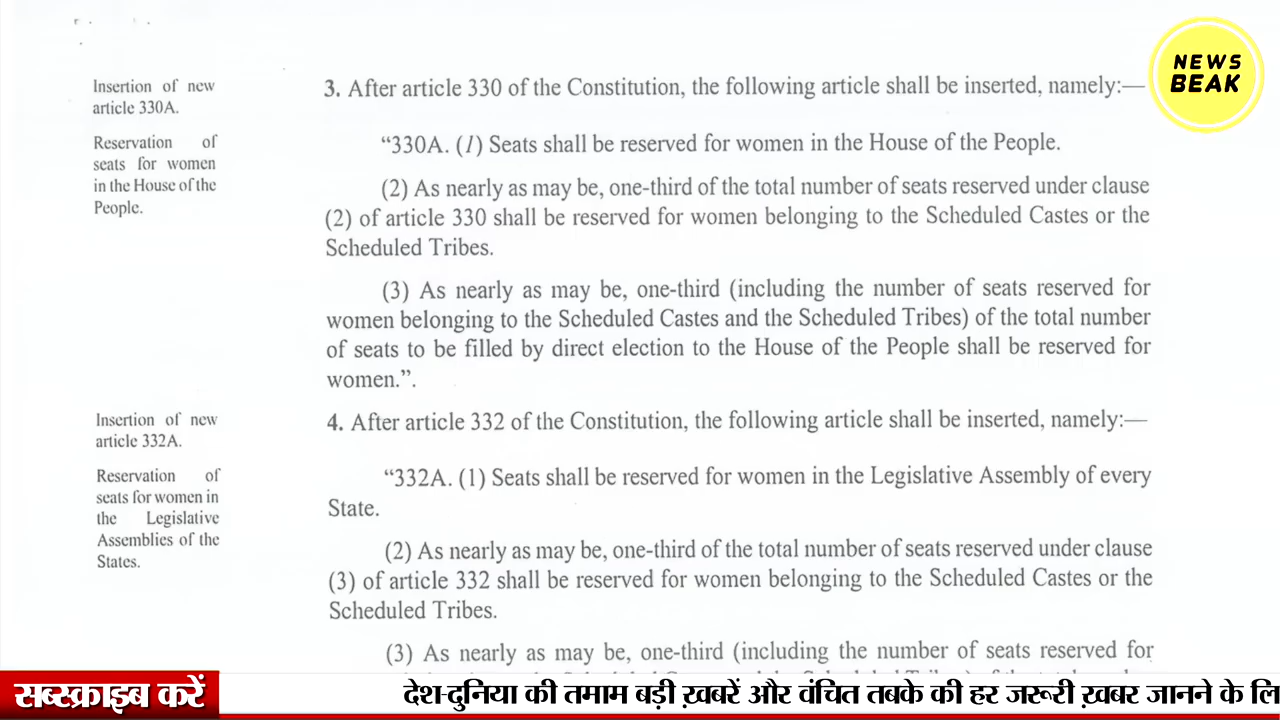 NEWS
BEAK
Insertion of new
article 330A.
Reservation of
seats for women
in the House of the
People.
3. After article 330 of the Constitution, the following article shall be inserted, namely:—
“330A. (1) Seats shall be reserved for women in the House of the People.
(2) As nearly as may be, one-third of the total number of seats reserved under clause
(2) of article 330 shall be reserved for women belonging to the Scheduled Castes or the
Scheduled Tribes.
(3) As nearly as may be, one-third (including the number of seats reserved for
women belonging to the Scheduled Castes and the Scheduled Tribes) of the total number
of seats to be filled by direct election to the House of the People shall be reserved for
women.”.
Insertion of new
article 332A.
Reservation of
seats for women in
the Legislative
Assemblies of the
States.
4. After article 332 of the Constitution, the following article shall be inserted, namely:—
“332A. (1) Seats shall be reserved for women in the Legislative Assembly of every
State.
(2) As nearly as may be, one-third of the total number of seats reserved under clause
(3) of article 332 shall be reserved for women belonging to the Scheduled Castes or the
Scheduled Tribes.
(3) As nearly as may be, one-third (including the number of seats reserved for
सब्स्क्राइब करें
देश-दुनिया की तमाम बड़ी ख़बरें और वंचित तबके की हर जरूरी ख़बर जानने के लि